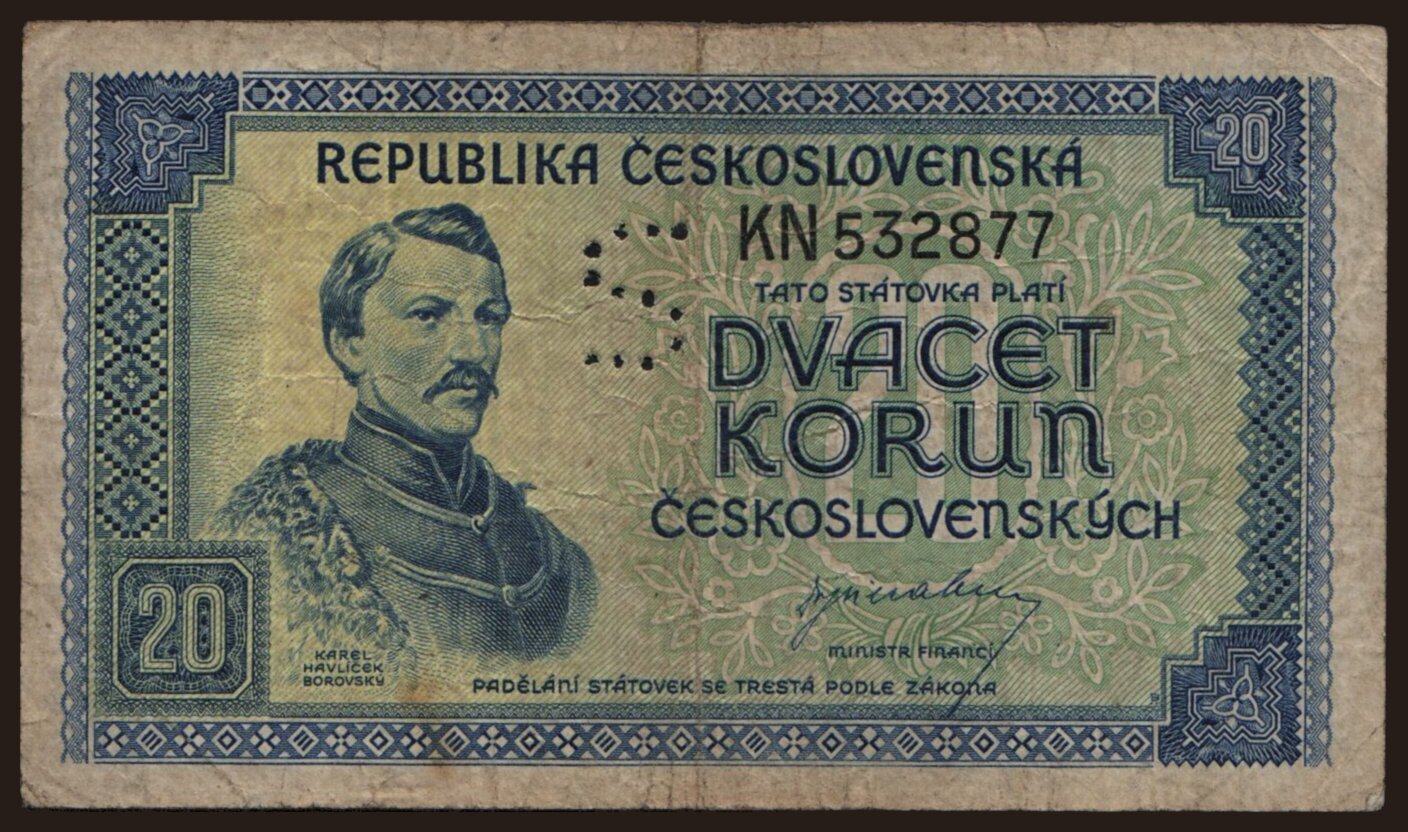 20
REPUBLIKA ČESKOSLOVENSKÁ
KN 532877
S
TATO STÁTOVKA PLATÍ
DVACET
KORUN
ČESKOSLOVENSKÝCH
20
KAREL
HAVLÍČEK
BOROVSKÝ
MINISTR FINANCÍ
PADĚLÁNÍ STÁTOVEK SE TRESTÁ PODLE ZÁKONA
20